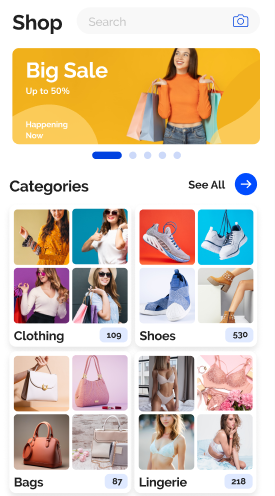 Shop
Search
Big Sale
Up to 50%
Happening
Now
Categories
See All
Clothing
109
Shoes
530
Bags
87
Lingerie
218